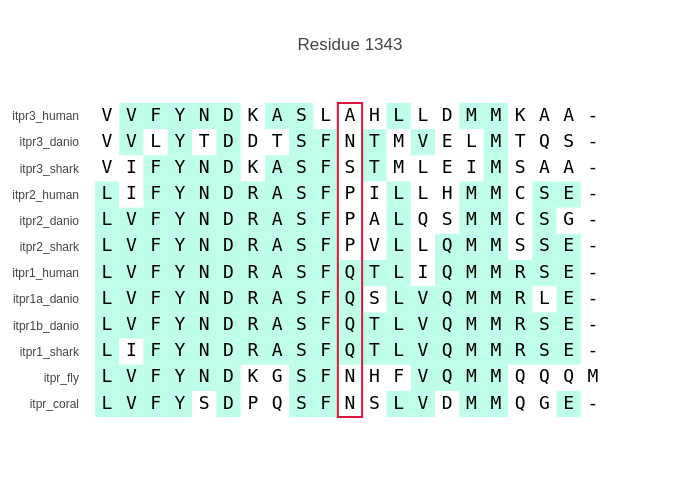 Residue 1343
itpr3_human V V F Y N D K A S L A H L L D M M K A A -
itpr3_danio V V L Y T D D T S F N T M V E L M T Q S -
itpr3_shark V I F Y N D K A S F S T M L E I M S A A -
itpr2_human L I F Y N D R A S F P I L L H M M C S E -
itpr2_danio L V F Y N D R A S F P A L Q S M M C S G -
itpr2_shark L V F Y N D R A S F P V L L Q M M S S E -
itpr1_human L V F Y N D R A S F Q T L I Q M M R S E -
itpr1a_danio L V F Y N D R A S F Q S L V Q M M R L E -
itpr1b_danio L V F Y N D R A S F Q T L V Q M M R S E -
itpr1_shark L I F Y N D R A S F Q T L V Q M M R S E -
itpr_fly L V F Y N D K G S F N H F V Q M M Q Q Q M
itpr_coral L V F Y S D P Q S F N S L V D M M Q G E -